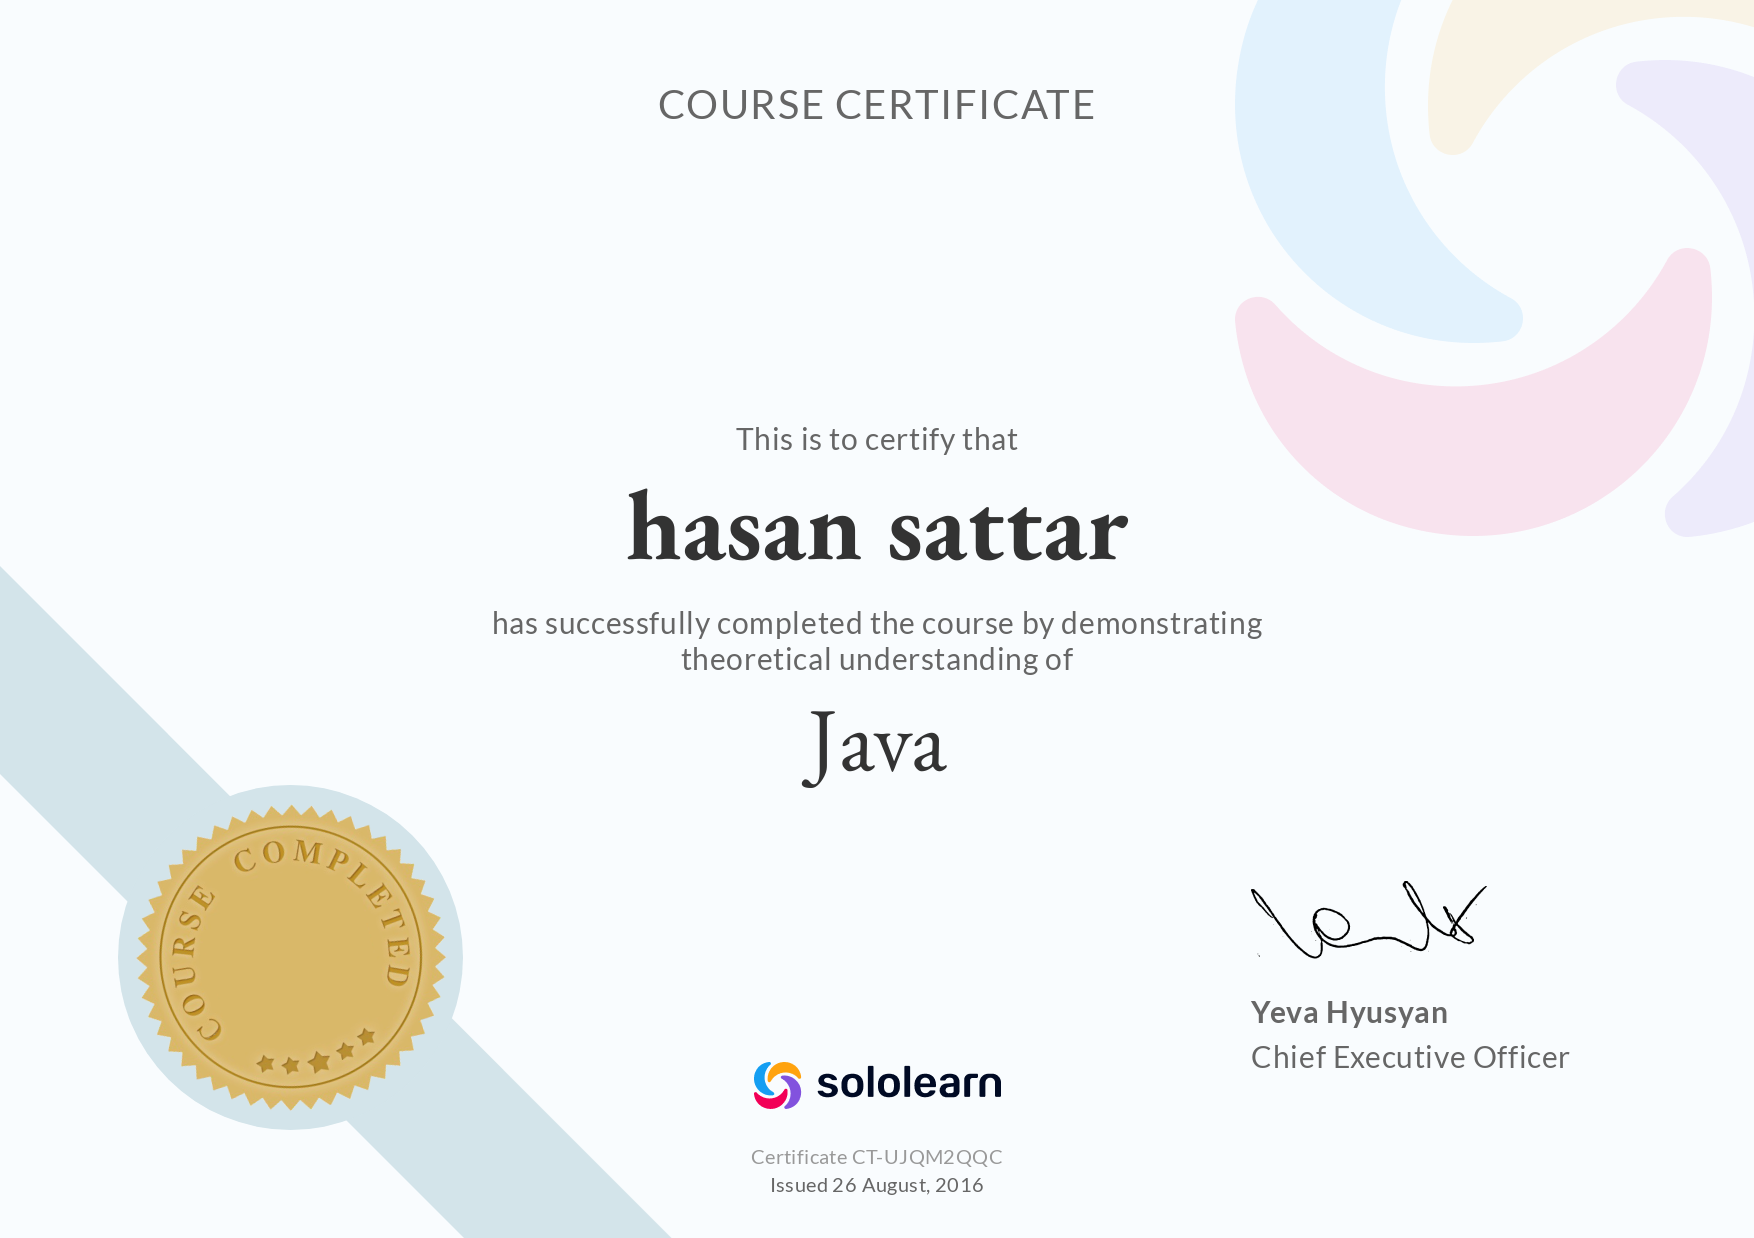 COURSE CERTIFICATE
This is to certify that
hasan sattar
has successfully completed the course by demonstrating
theoretical understanding of
Java
COURSE COMPLETED
Yeva Hyusyan
Chief Executive Officer
sololearn
Certificate CT-UJQM2QQC
Issued 26 August, 2016